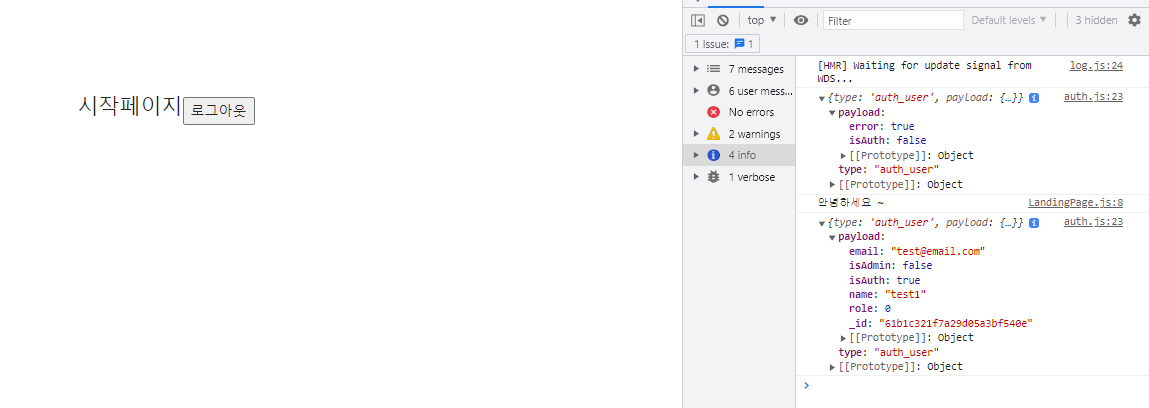 시작페이지 로그아웃
top ▼ Filter Default levels ▼ 3 hidden
1 Issue: 1
7 messages
6 user mess...
No errors
2 warnings
4 info
1 verbose
[HMR] Waiting for update signal from log.js:24
WDS...
{type: 'auth_user', payload: {…}} auth.js:23
payload:
error: true
isAuth: false
[[Prototype]]: Object
type: "auth_user"
[[Prototype]]: Object
안녕하세요 ~ LandingPage.js:8
{type: 'auth_user', payload: {…}} auth.js:23
payload:
email: "test@email.com"
isAdmin: false
isAuth: true
name: "test1"
role: 0
_id: "61b1c321f7a29d05a3bf540e"
[[Prototype]]: Object
type: "auth_user"
[[Prototype]]: Object